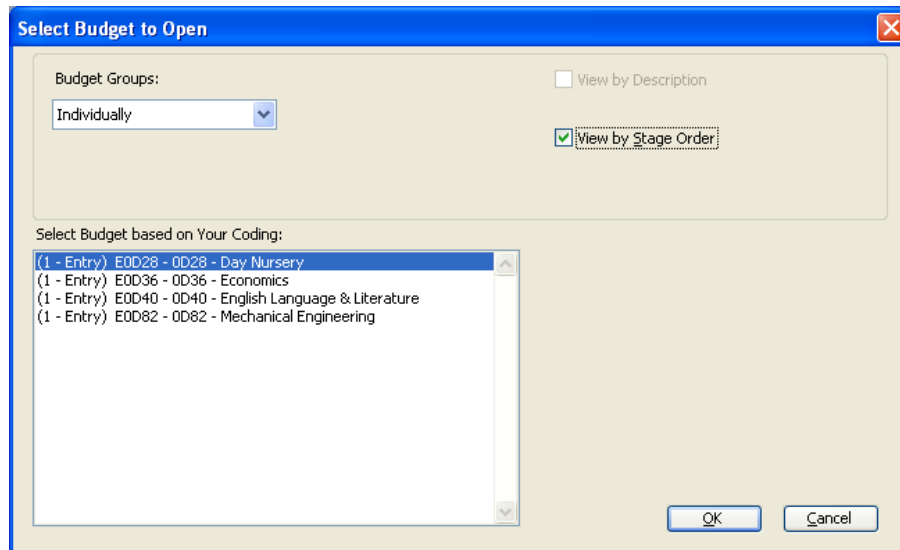 Select Budget to Open
Budget Groups:
View by Description
Individually
View by Stage Order
Select Budget based on Your Coding:
(1 - Entry) E0D28 - 0D28 - Day Nursery
(1 - Entry) E0D36 - 0D36 - Economics
(1 - Entry) E0D40 - 0D40 - English Language & Literature
(1 - Entry) E0D82 - 0D82 - Mechanical Engineering
OK
Cancel